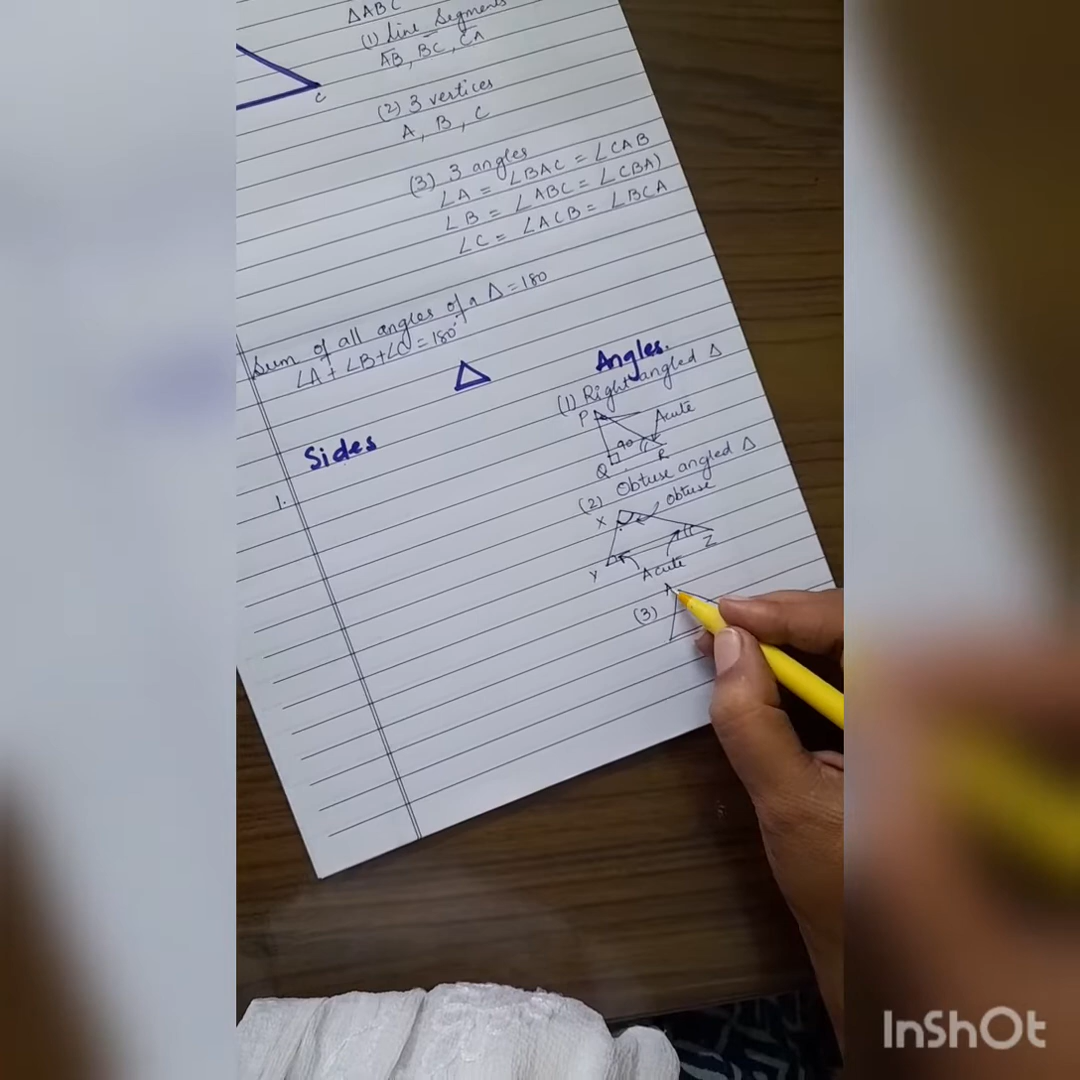 ΔABC
(1) Line Segments
AB, BC, CA
C
(2) 3 vertices
A, B, C
(3) 3 angles
∠A = ∠BAC = ∠CAB
∠B = ∠ABC = ∠CBA)
∠C = ∠ACB = ∠BCA
Sum of all angles of a Δ = 180
∠A + ∠B + ∠C = 180°
Δ
Sides
1.
Angles.
(1) Right angled Δ
P
Acute
90
Q R
(2) Obtuse angled Δ
X Obtuse
Z
Y Acute
A
(3)
InShOt